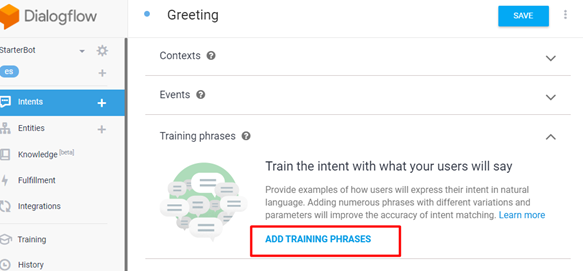 Dialogflow
StarterBot
es
Intents
Entities
Knowledge [beta]
Fulfillment
Integrations
Training
History
Greeting
SAVE
Contexts
Events
Training phrases
Train the intent with what your users will say
Provide examples of how users will express their intent in natural
language. Adding numerous phrases with different variations and
parameters will improve the accuracy of intent matching. Learn more
ADD TRAINING PHRASES